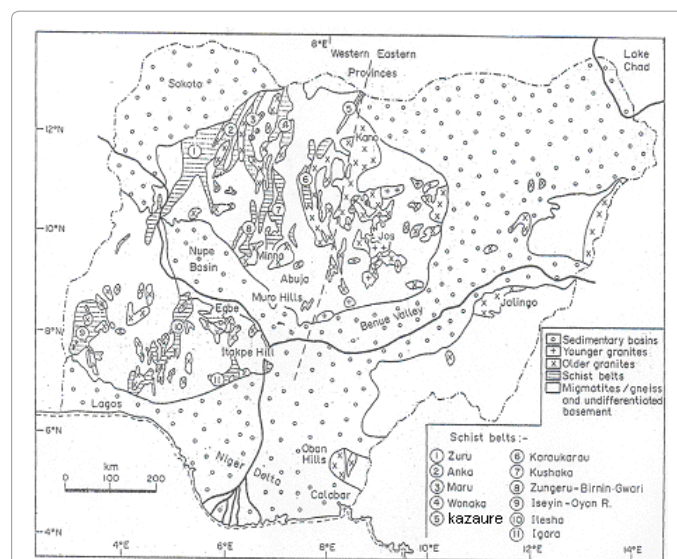 8°E
Western Eastern
Provinces
Lake
Chad
Sokoto
12°N
10°N
8°N
6°N
4°N
Kano
Jos
Minna
Nupe
Basin
Abuja
Muro Hills
Egbe
Itakpe Hill
Benue Valley
Jalingo
Lagos
Niger Delta
Oban
Hills
Calabar
km
0 100 200
4°E 6°E 8°E 10°E 12°E 14°E
Sedimentary basins
Younger granites
Older granites
Schist belts
Migmatites/gneiss
and undifferentiated
basement
Schist belts:-
1 Zuru
2 Anka
3 Maru
4 Wonaka
5 kazaure
6 Karaukarau
7 Kushaka
8 Zungeru-Birnin-Gwari
9 Iseyin-Oyan R.
10 Ilesha
11 Igara